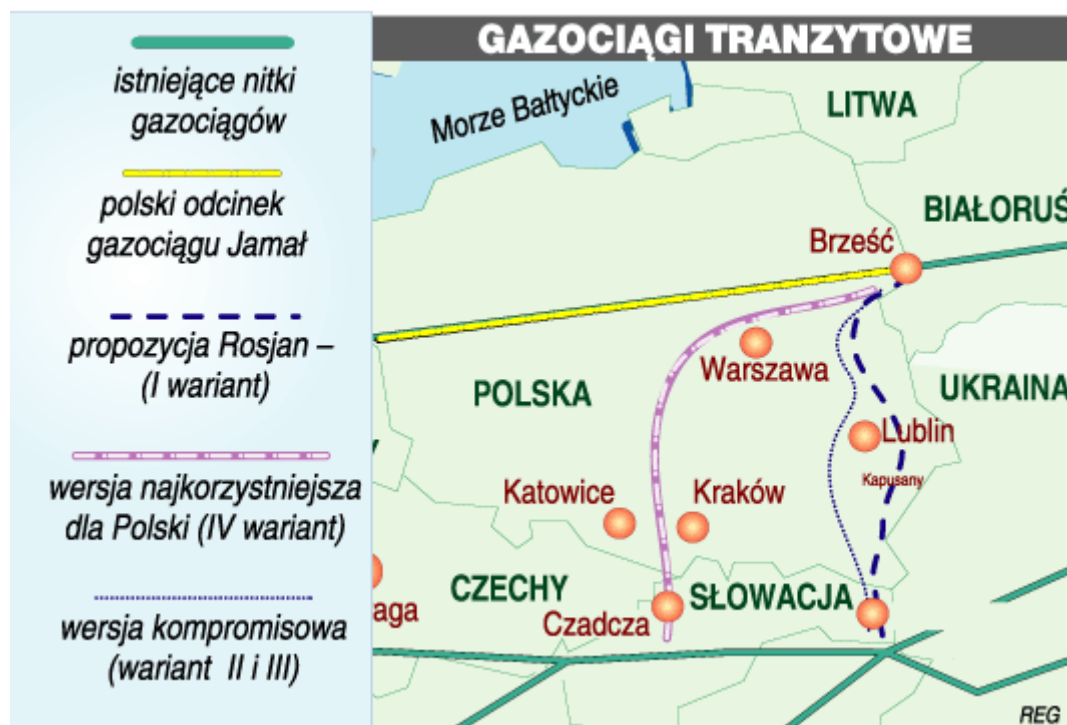 istniejące nitki
gazociągów
polski odcinek
gazociągu Jamał
propozycja Rosjan –
(I wariant)
wersja najkorzystniejsza
dla Polski (IV wariant)
wersja kompromisowa
(wariant II i III)
GAZOCIĄGI TRANZYTOWE
Morze Bałtyckie
LITWA
BIAŁORUŚ
Brześć
Warszawa
POLSKA
UKRAINA
Lublin
Kapusany
Katowice
Kraków
Y
CZECHY
SŁOWACJA
aga
Czadcza
REG